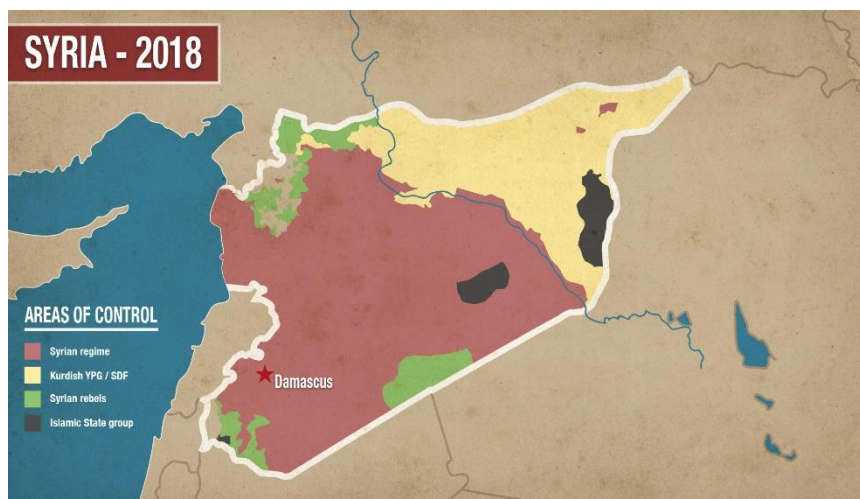 SYRIA - 2018
Damascus
AREAS OF CONTROL
Syrian regime
Kurdish YPG / SDF
Syrian rebels
Islamic State group